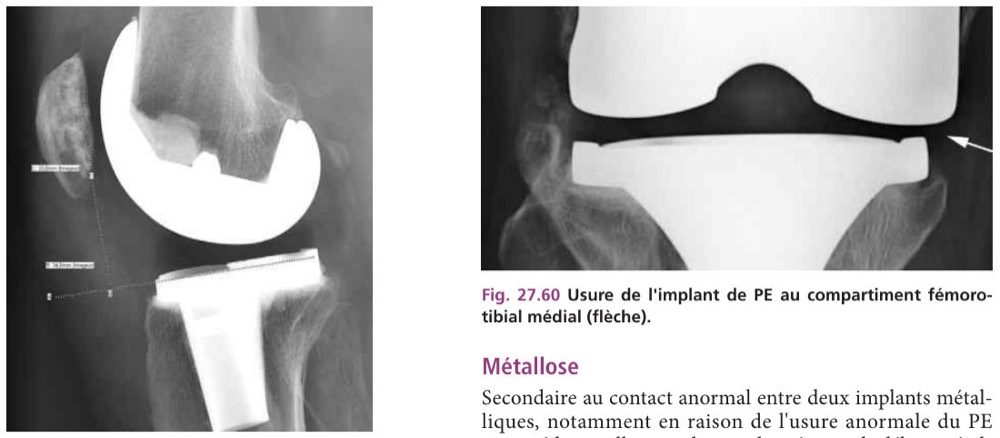 Fig. 27.60 Usure de l'implant de PE au compartiment fémoro-
tibial médial (flèche).
Métallose
Secondaire au contact anormal entre deux implants métal-
liques, notamment en raison de l'usure anormale du PE